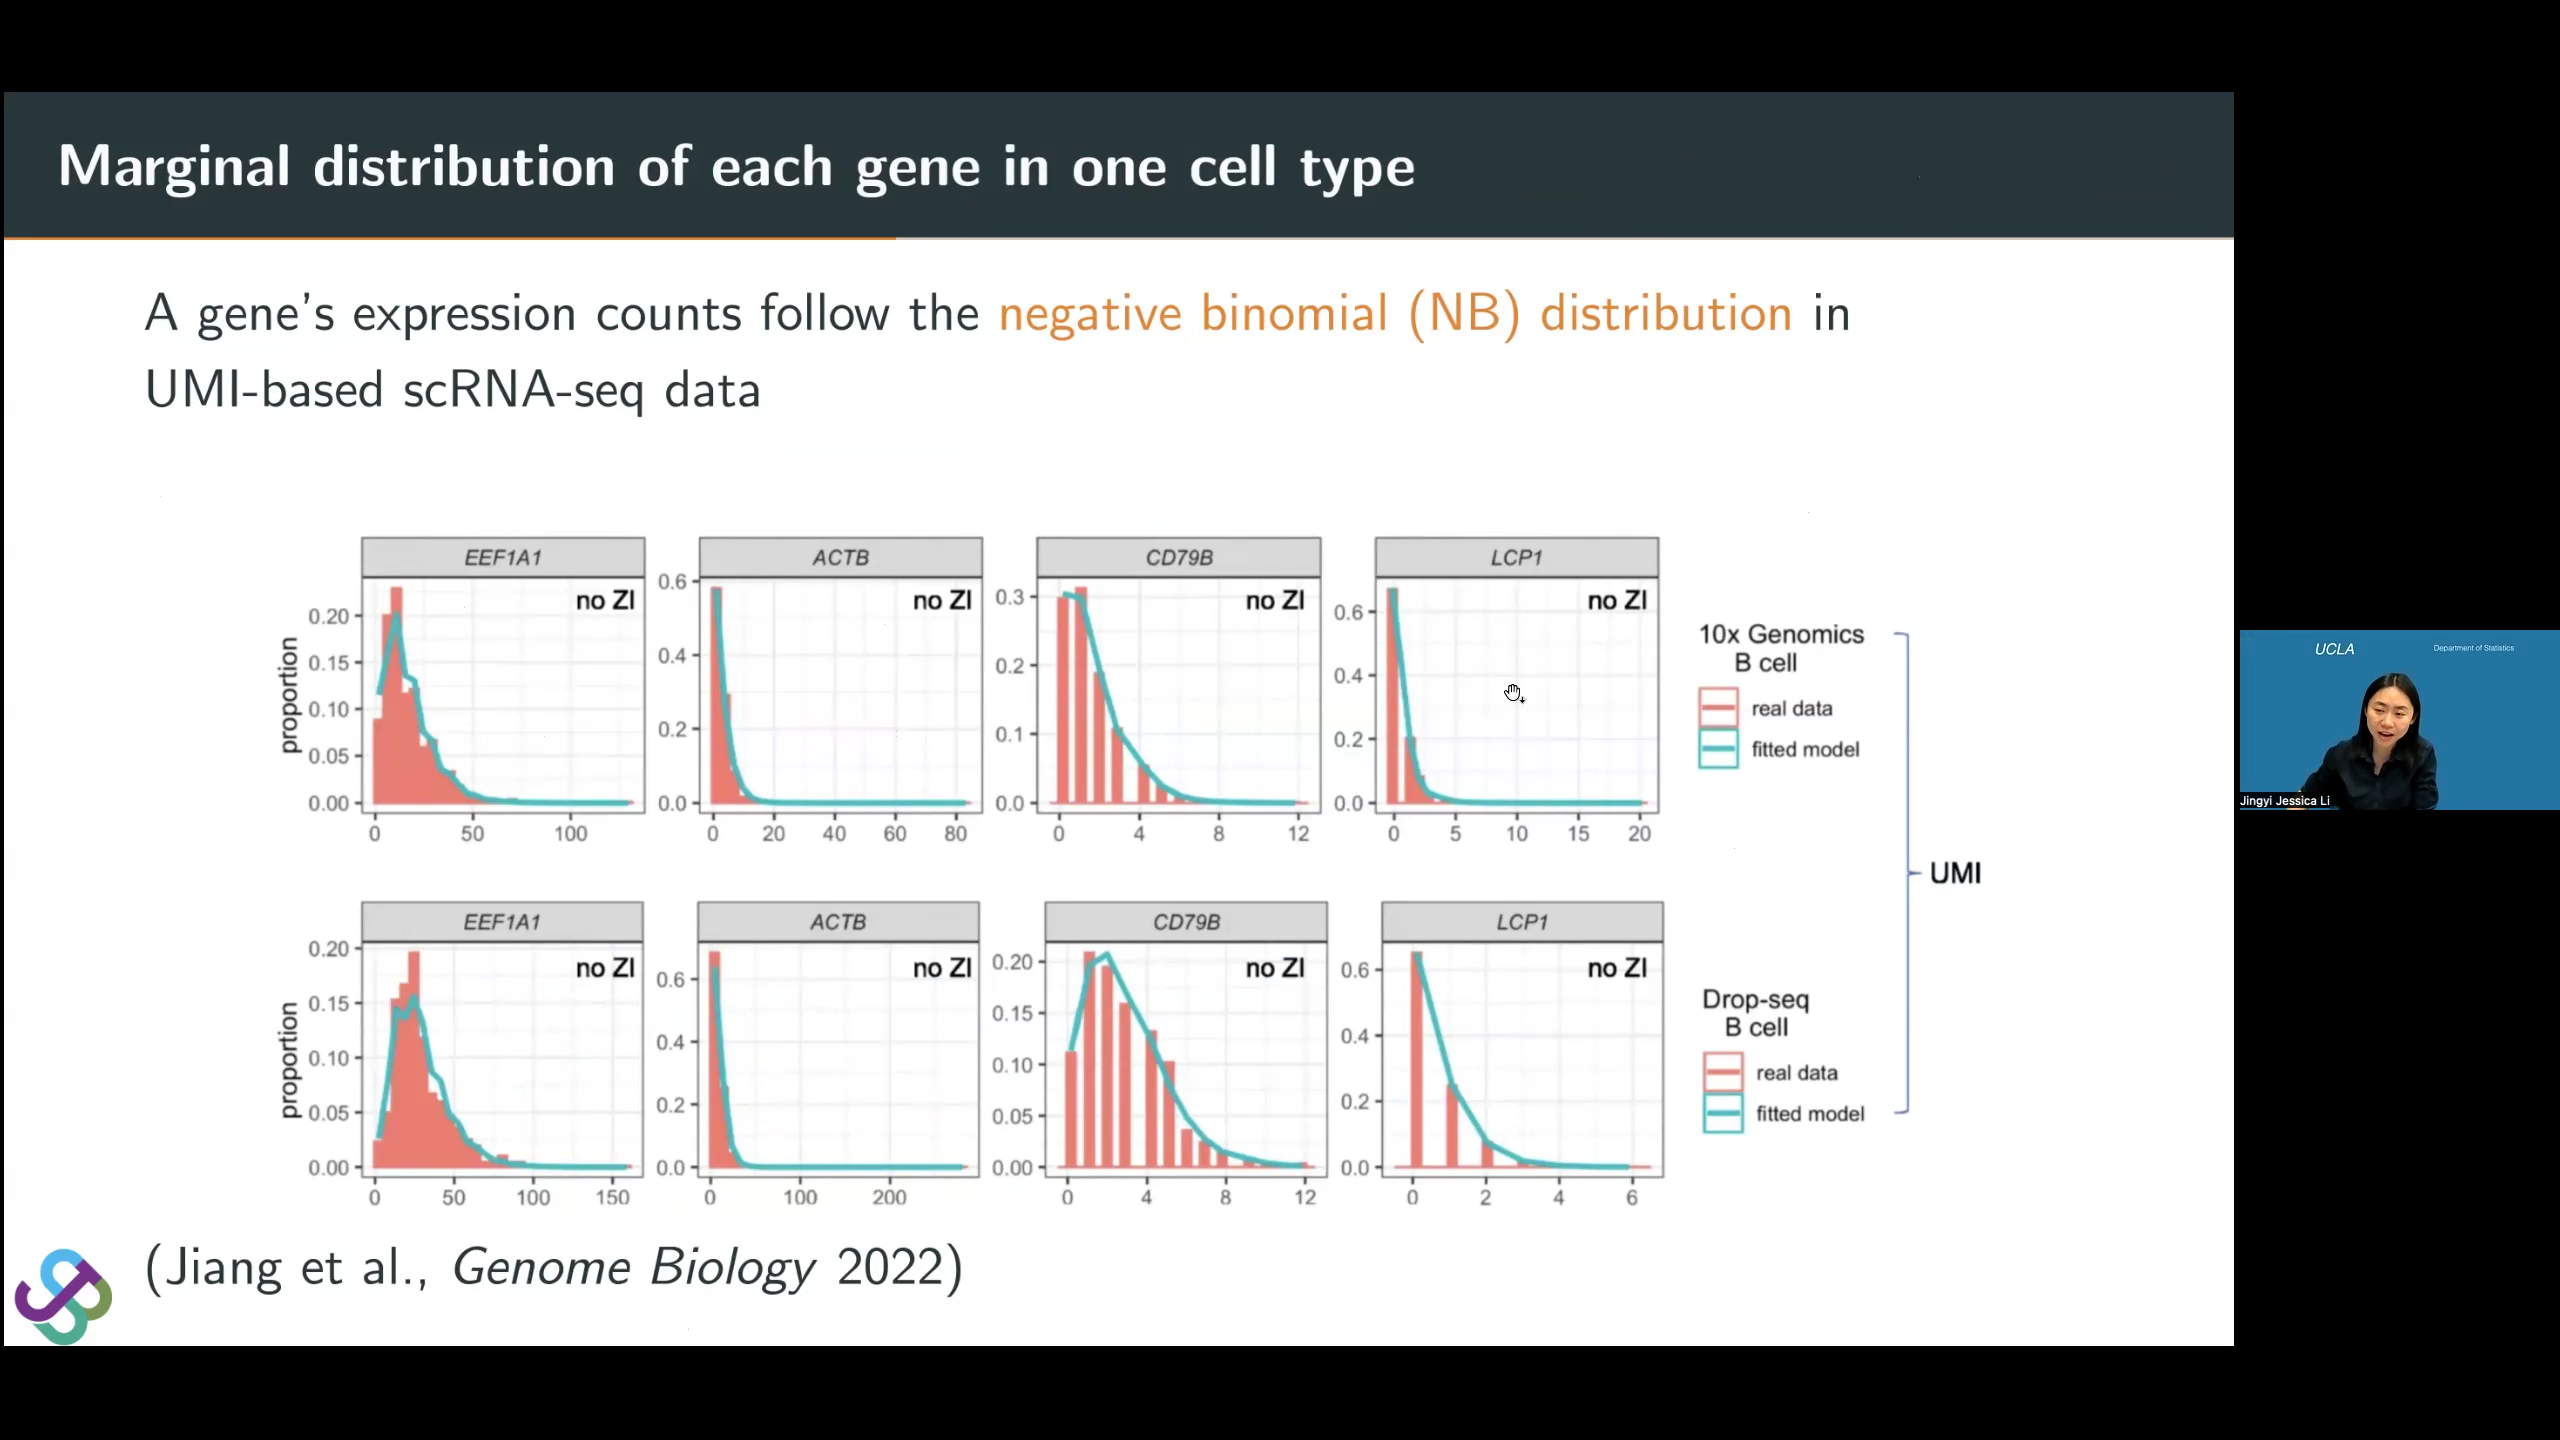 Marginal distribution of each gene in one cell type
A gene's expression counts follow the negative binomial (NB) distribution in
UMI-based scRNA-seq data
EEF1A1
ACTB
CD79B
LCP1
no ZI
no ZI
no ZI
no ZI
proportion
0.20
0.15
0.10
0.05
0.00
0 50 100
0.6
0.4
0.2
0.0
0 20 40 60 80
0.3
0.2
0.1
0.0
0 4 8 12
0.6
0.4
0.2
0.0
0 5 10 15 20
10x Genomics
B cell
real data
fitted model
UMI
EEF1A1
ACTB
CD79B
LCP1
no ZI
no ZI
no ZI
no ZI
proportion
0.20
0.15
0.10
0.05
0.00
0 50 100 150
0.6
0.4
0.2
0.0
0 100 200
0.20
0.15
0.10
0.05
0.00
0 4 8 12
0.6
0.4
0.2
0.0
0 2 4 6
Drop-seq
B cell
real data
fitted model
(Jiang et al., Genome Biology 2022)
UCLA
Department of Statistics
Jingyi Jessica Li